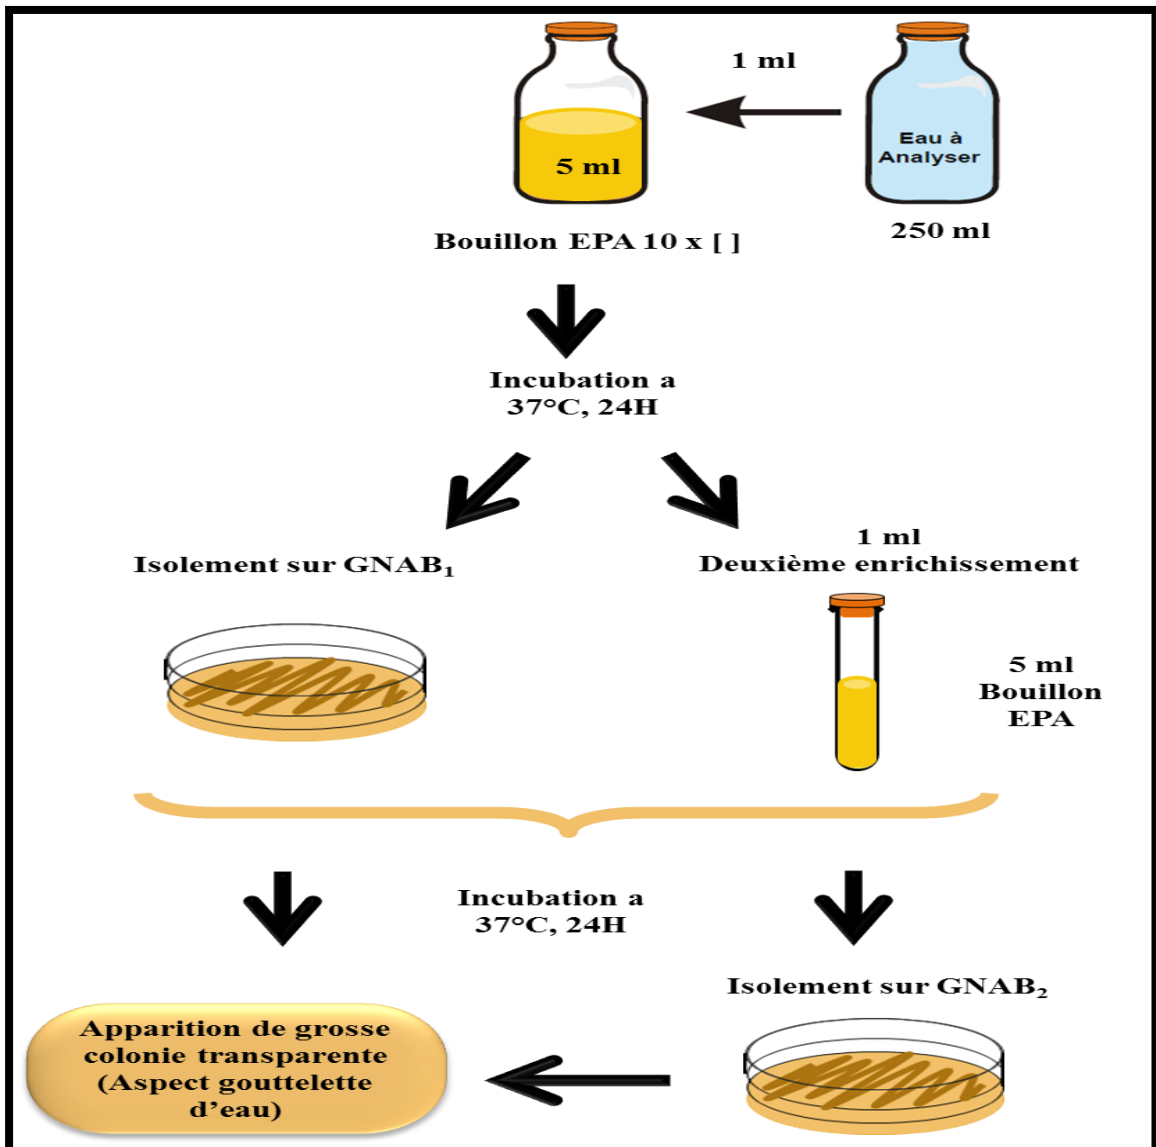 1 ml
5 ml
Eau à
Analyser
Bouillon EPA 10 x [ ]
250 ml
Incubation a
37°C, 24H
Isolement sur GNAB₁
1 ml
Deuxième enrichissement
5 ml
Bouillon
EPA
Incubation a
37°C, 24H
Isolement sur GNAB₂
Apparition de grosse
colonie transparente
(Aspect gouttelette
d’eau)